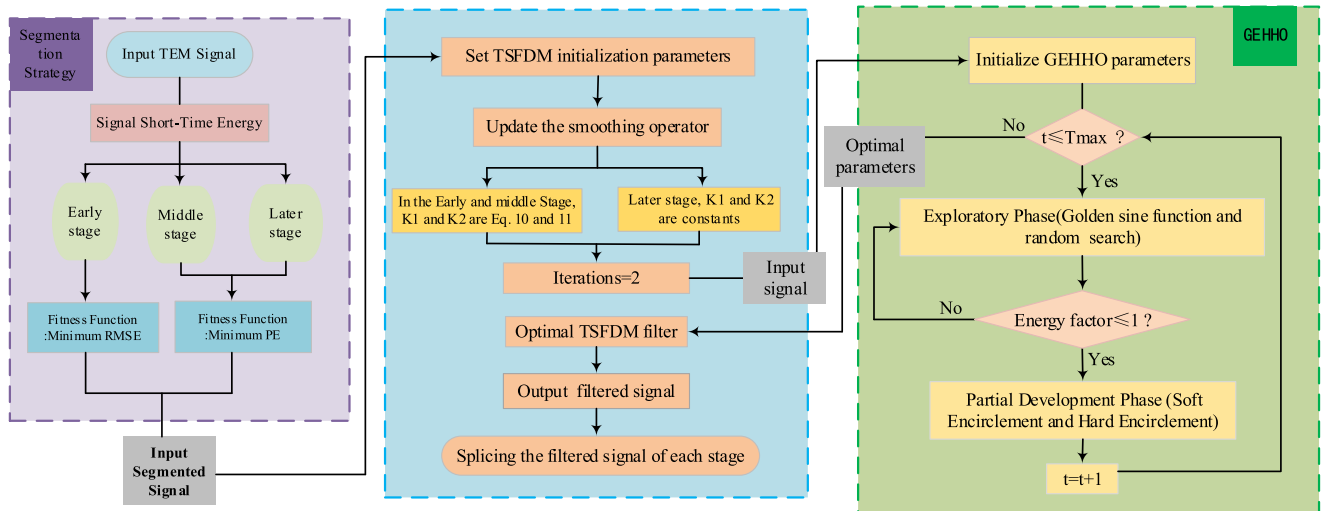 Segmenta
tion
Strategy
Input TEM Signal
Signal Short-Time Energy
Early
stage
Middle
stage
Later
stage
Fitness Function
:Minimum RMSE
Fitness Function
:Minimum PE
Input
Segmented
Signal
Set TSFDM initialization parameters
Update the smoothing operator
In the Early and middle Stage,
K1 and K2 are Eq. 10 and 11
Later stage, K1 and K2
are constants
Iterations=2
Input
signal
Optimal TSFDM filter
Output filtered signal
Splicing the filtered signal of each stage
Optimal
parameters
GEHHO
Initialize GEHHO parameters
t≤Tmax ?
No
Yes
Exploratory Phase(Golden sine function and
random search)
Energy factor≤1 ?
No
Yes
Partial Development Phase (Soft
Encirclement and Hard Encirclement)
t=t+1